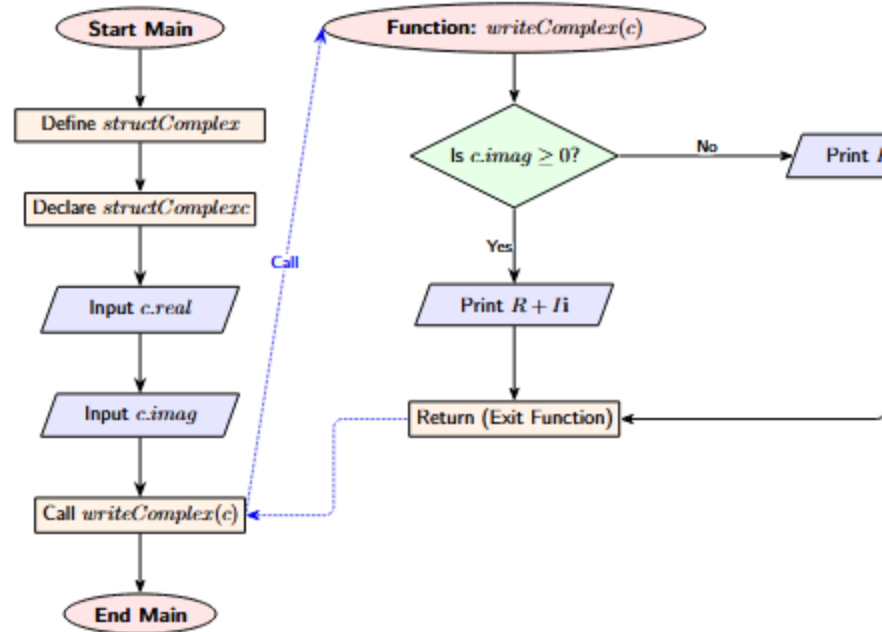 Start Main
Define structComplex
Declare structComplexc
Input c.real
Input c.imag
Call writeComplex(c)
End Main
Call
Function: writeComplex(c)
Is c.imag ≥ 0?
No
Print
Yes
Print R + Ii
Return (Exit Function)